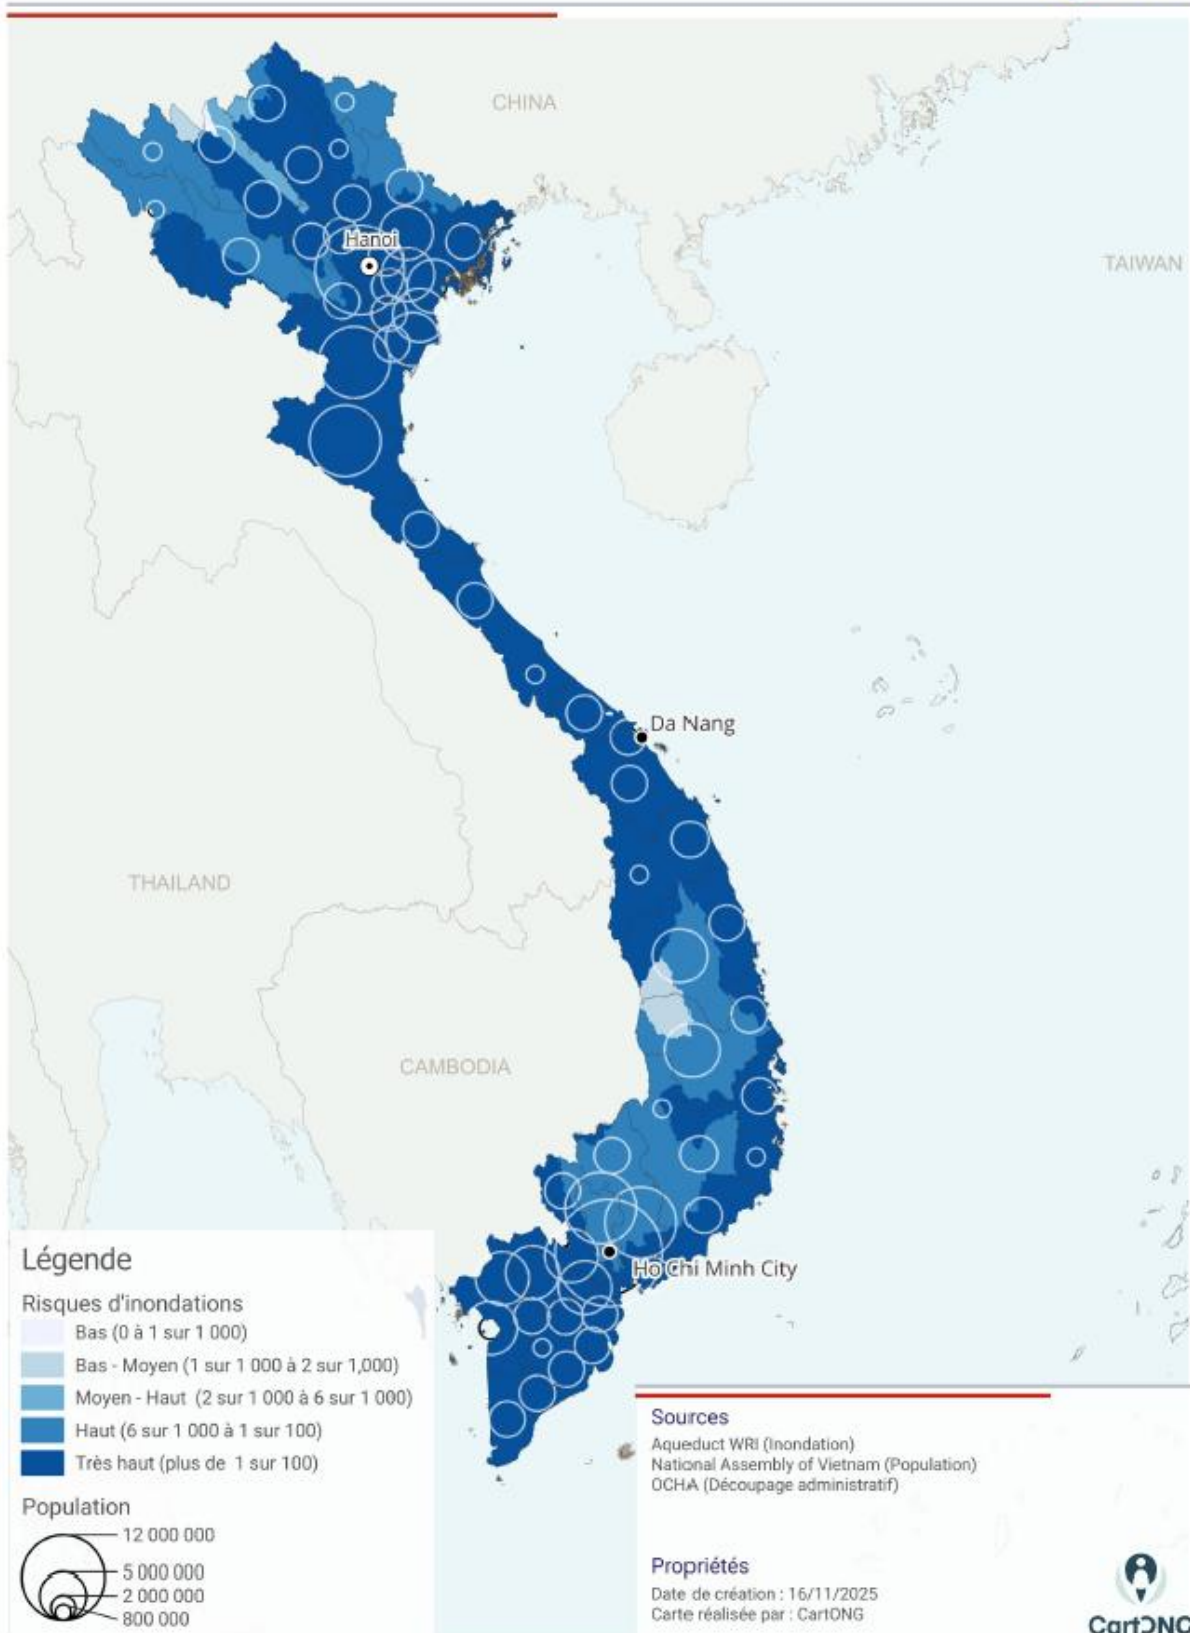 CHINA
TAIWAN
Hanoi
Da Nang
THAILAND
CAMBODIA
Ho Chi Minh City
Légende
Risques d'inondations
Bas (0 à 1 sur 1 000)
Bas - Moyen (1 sur 1 000 à 2 sur 1,000)
Moyen - Haut (2 sur 1 000 à 6 sur 1 000)
Haut (6 sur 1 000 à 1 sur 100)
Très haut (plus de 1 sur 100)
Population
12 000 000
5 000 000
2 000 000
800 000
Sources
Aqueduct WRI (Inondation)
National Assembly of Vietnam (Population)
OCHA (Découpage administratif)
Propriétés
Date de création : 16/11/2025
Carte réalisée par : CartONG
CartONG